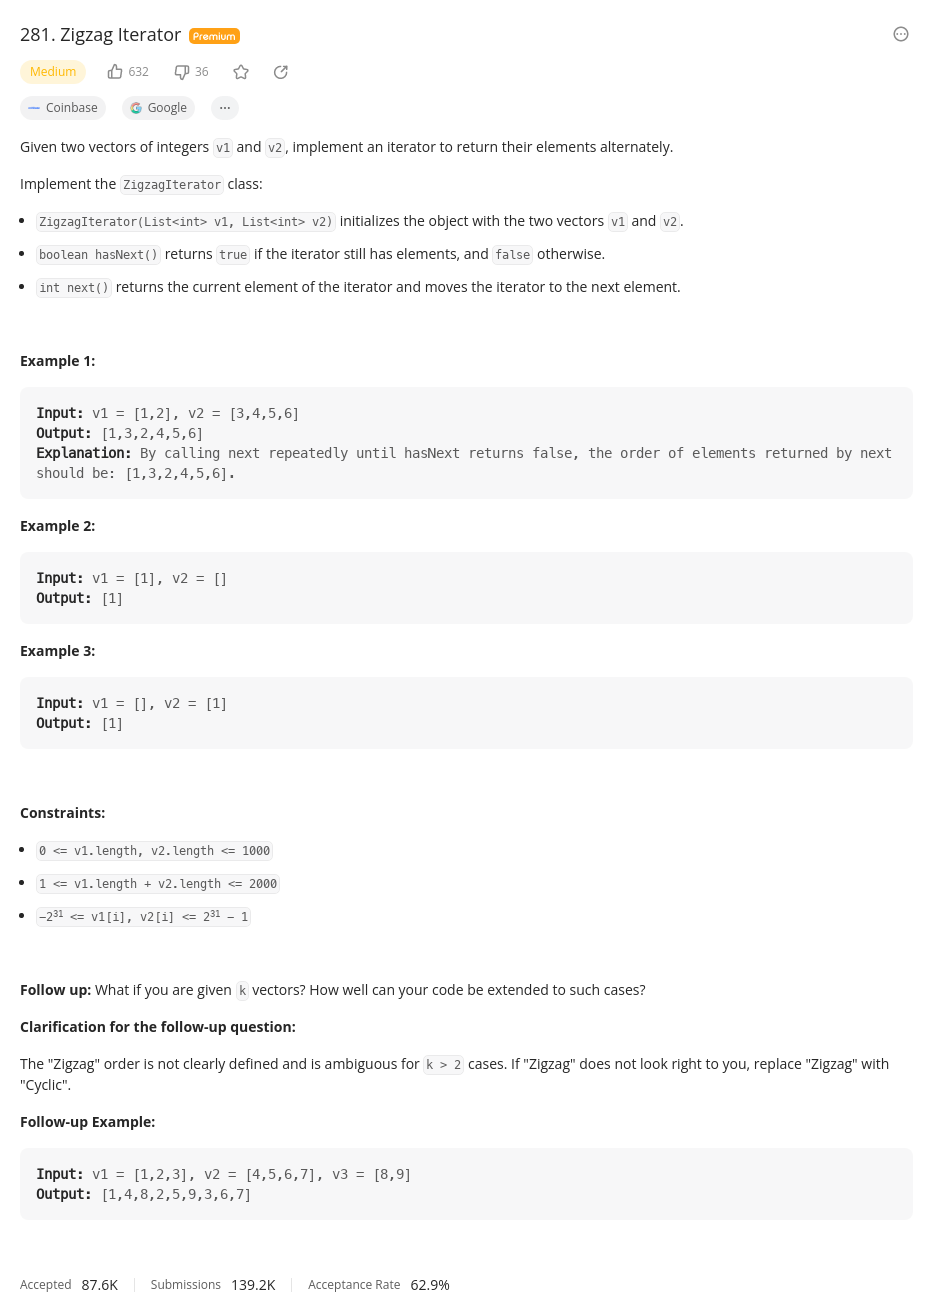 281. Zigzag Iterator Premium
Medium 632 36
Coinbase Google ...
Given two vectors of integers v1 and v2, implement an iterator to return their elements alternately.
Implement the ZigzagIterator class:
• ZigzagIterator(List<int> v1, List<int> v2) initializes the object with the two vectors v1 and v2.
• boolean hasNext() returns true if the iterator still has elements, and false otherwise.
• int next() returns the current element of the iterator and moves the iterator to the next element.
Example 1:
Input: v1 = [1,2], v2 = [3,4,5,6]
Output: [1,3,2,4,5,6]
Explanation: By calling next repeatedly until hasNext returns false, the order of elements returned by next
should be: [1,3,2,4,5,6].
Example 2:
Input: v1 = [1], v2 = []
Output: [1]
Example 3:
Input: v1 = [], v2 = [1]
Output: [1]
Constraints:
• 0 <= v1.length, v2.length <= 1000
• 1 <= v1.length + v2.length <= 2000
• −2³¹ <= v1[i], v2[i] <= 2³¹ − 1
Follow up: What if you are given k vectors? How well can your code be extended to such cases?
Clarification for the follow-up question:
The "Zigzag" order is not clearly defined and is ambiguous for k > 2 cases. If "Zigzag" does not look right to you, replace "Zigzag" with
"Cyclic".
Follow-up Example:
Input: v1 = [1,2,3], v2 = [4,5,6,7], v3 = [8,9]
Output: [1,4,8,2,5,9,3,6,7]
Accepted 87.6K Submissions 139.2K Acceptance Rate 62.9%